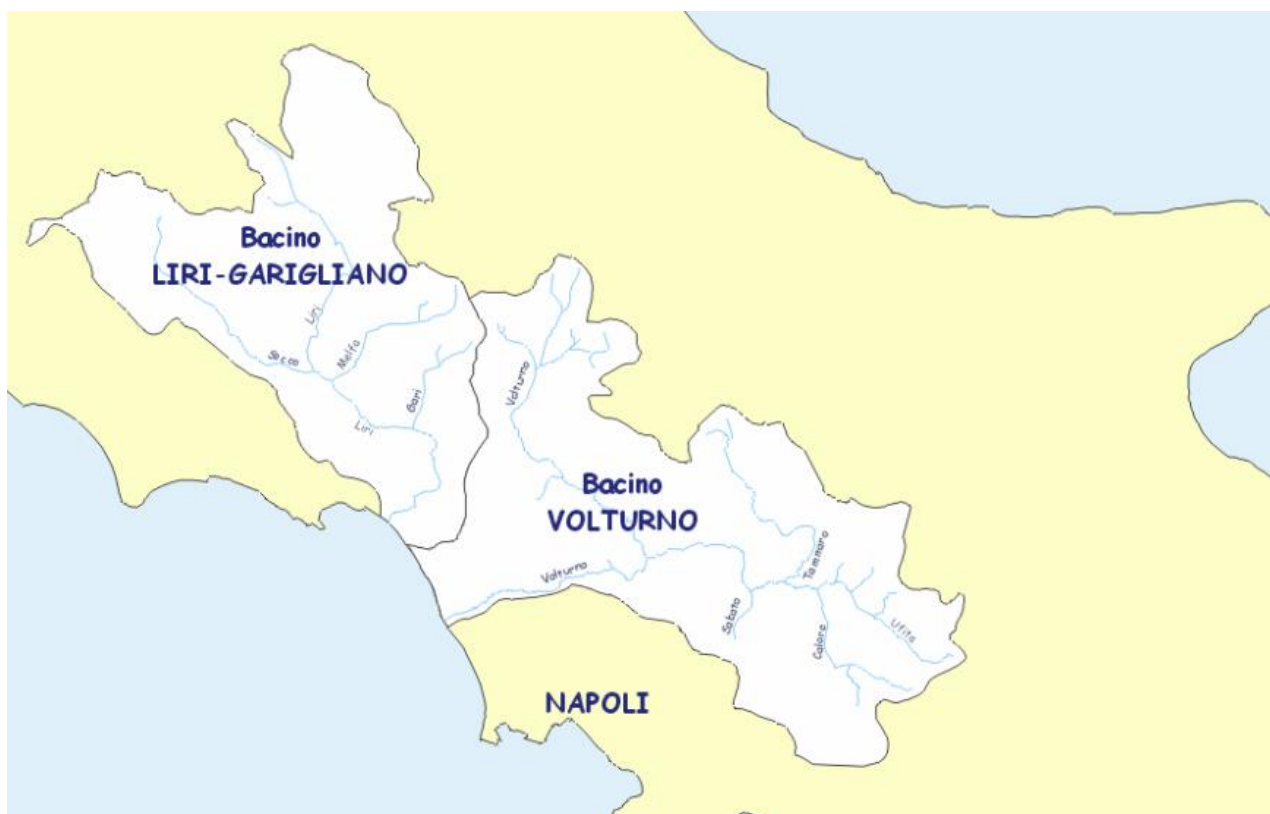 Bacino
LIRI-GARIGLIANO
Liri
Sacco
Melfa
Gari
Liri
Volturno
Bacino
VOLTURNO
Volturno
Tammaro
Sabato
Calore
Ufita
NAPOLI